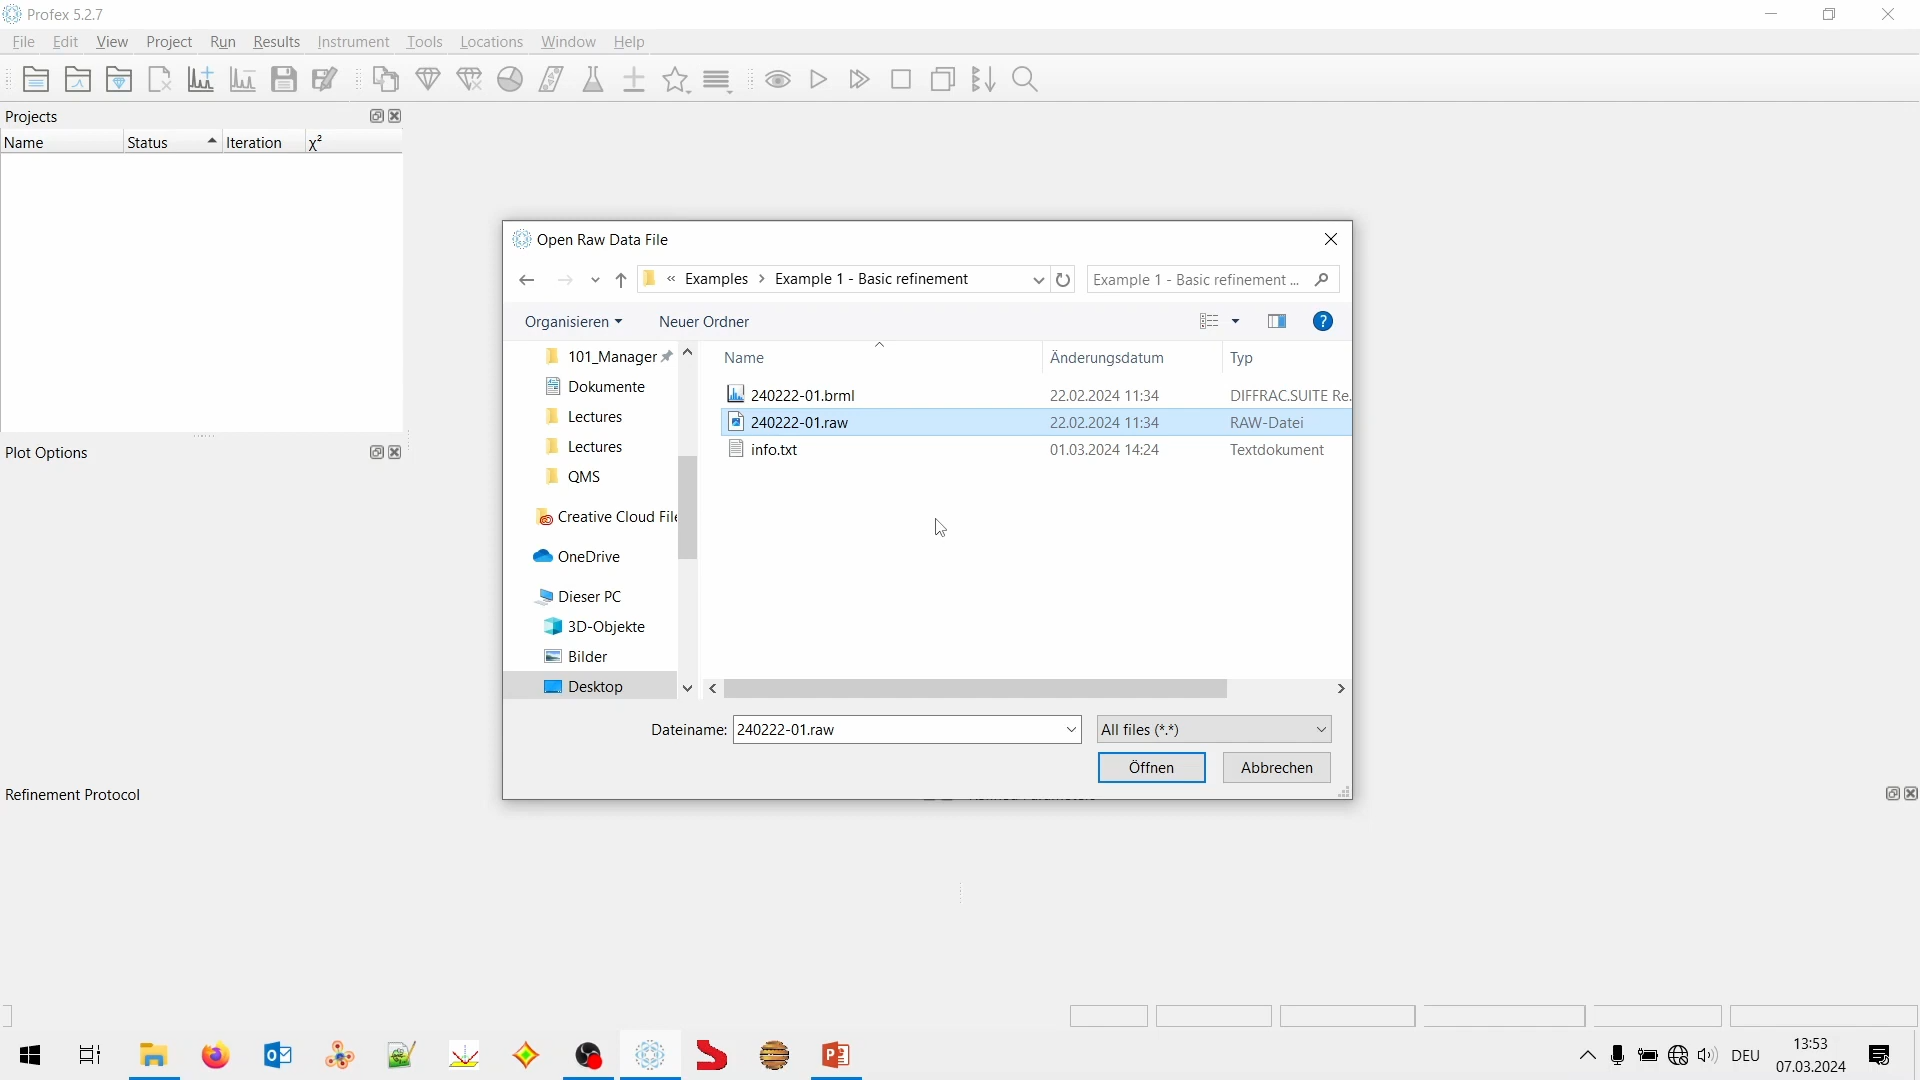 Profex 5.2.7
File Edit View Project Run Results Instrument Tools Locations Window Help
Projects
Name Status Iteration χ²
Plot Options
Refinement Protocol
Open Raw Data File
« Examples > Example 1 - Basic refinement
Example 1 - Basic refinement ...
Organisieren Neuer Ordner
101_Manager
Dokumente
Lectures
Lectures
QMS
Creative Cloud File
OneDrive
Dieser PC
3D-Objekte
Bilder
Desktop
Name Änderungsdatum Typ
240222-01.brml 22.02.2024 11:34 DIFFRAC.SUITE Re.
240222-01.raw 22.02.2024 11:34 RAW-Datei
info.txt 01.03.2024 14:24 Textdokument
Dateiname: 240222-01.raw All files (*.*)
Öffnen Abbrechen
DEU
13:53
07.03.2024